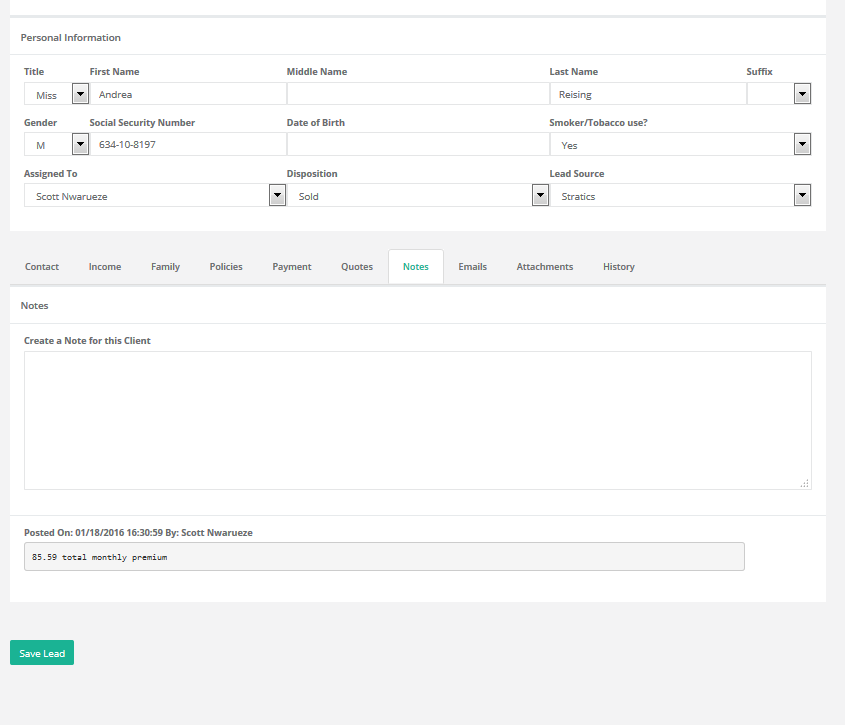 Personal Information
Title First Name Middle Name Last Name Suffix
Miss Andrea Reising
Gender Social Security Number Date of Birth Smoker/Tobacco use?
M 634-10-8197 Yes
Assigned To Disposition Lead Source
Scott Nwarueze Sold Stratics
Contact Income Family Policies Payment Quotes Notes Emails Attachments History
Notes
Create a Note for this Client
Posted On: 01/18/2016 16:30:59 By: Scott Nwarueze
85.59 total monthly premium
Save Lead